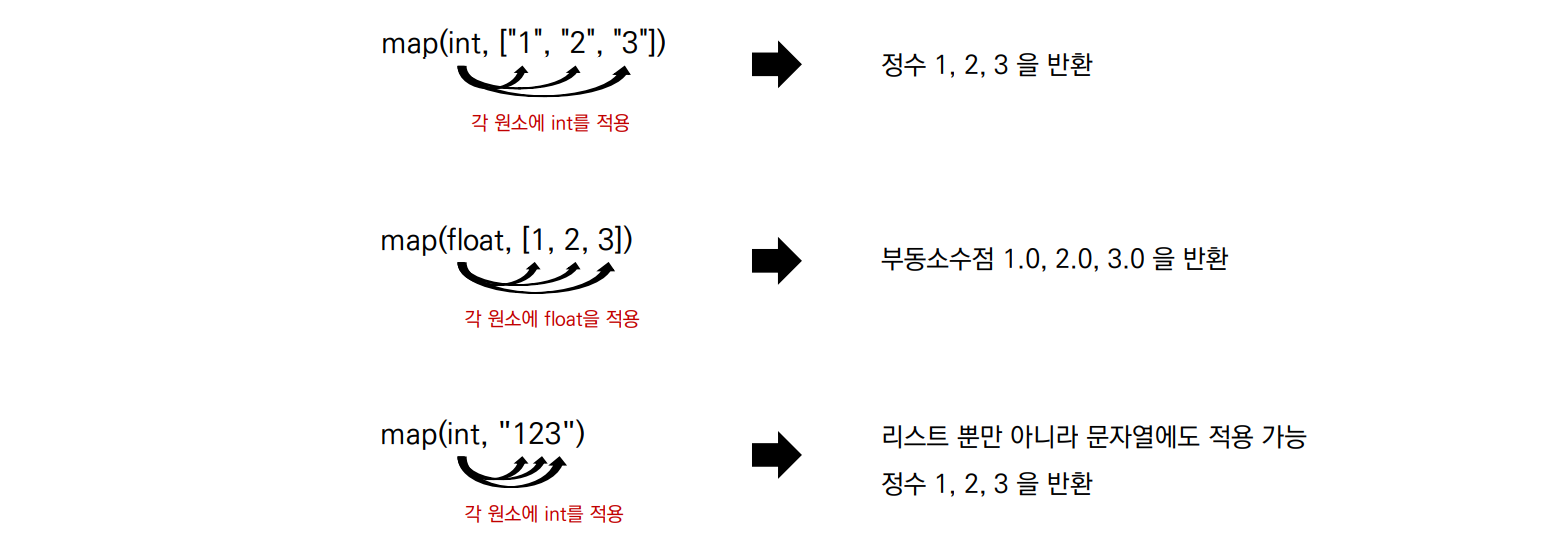 map(int, ["1", "2", "3"])
정수 1, 2, 3 을 반환
각 원소에 int를 적용
map(float, [1, 2, 3])
부동소수점 1.0, 2.0, 3.0 을 반환
각 원소에 float을 적용
map(int, "123")
리스트 뿐만 아니라 문자열에도 적용 가능
정수 1, 2, 3 을 반환
각 원소에 int를 적용